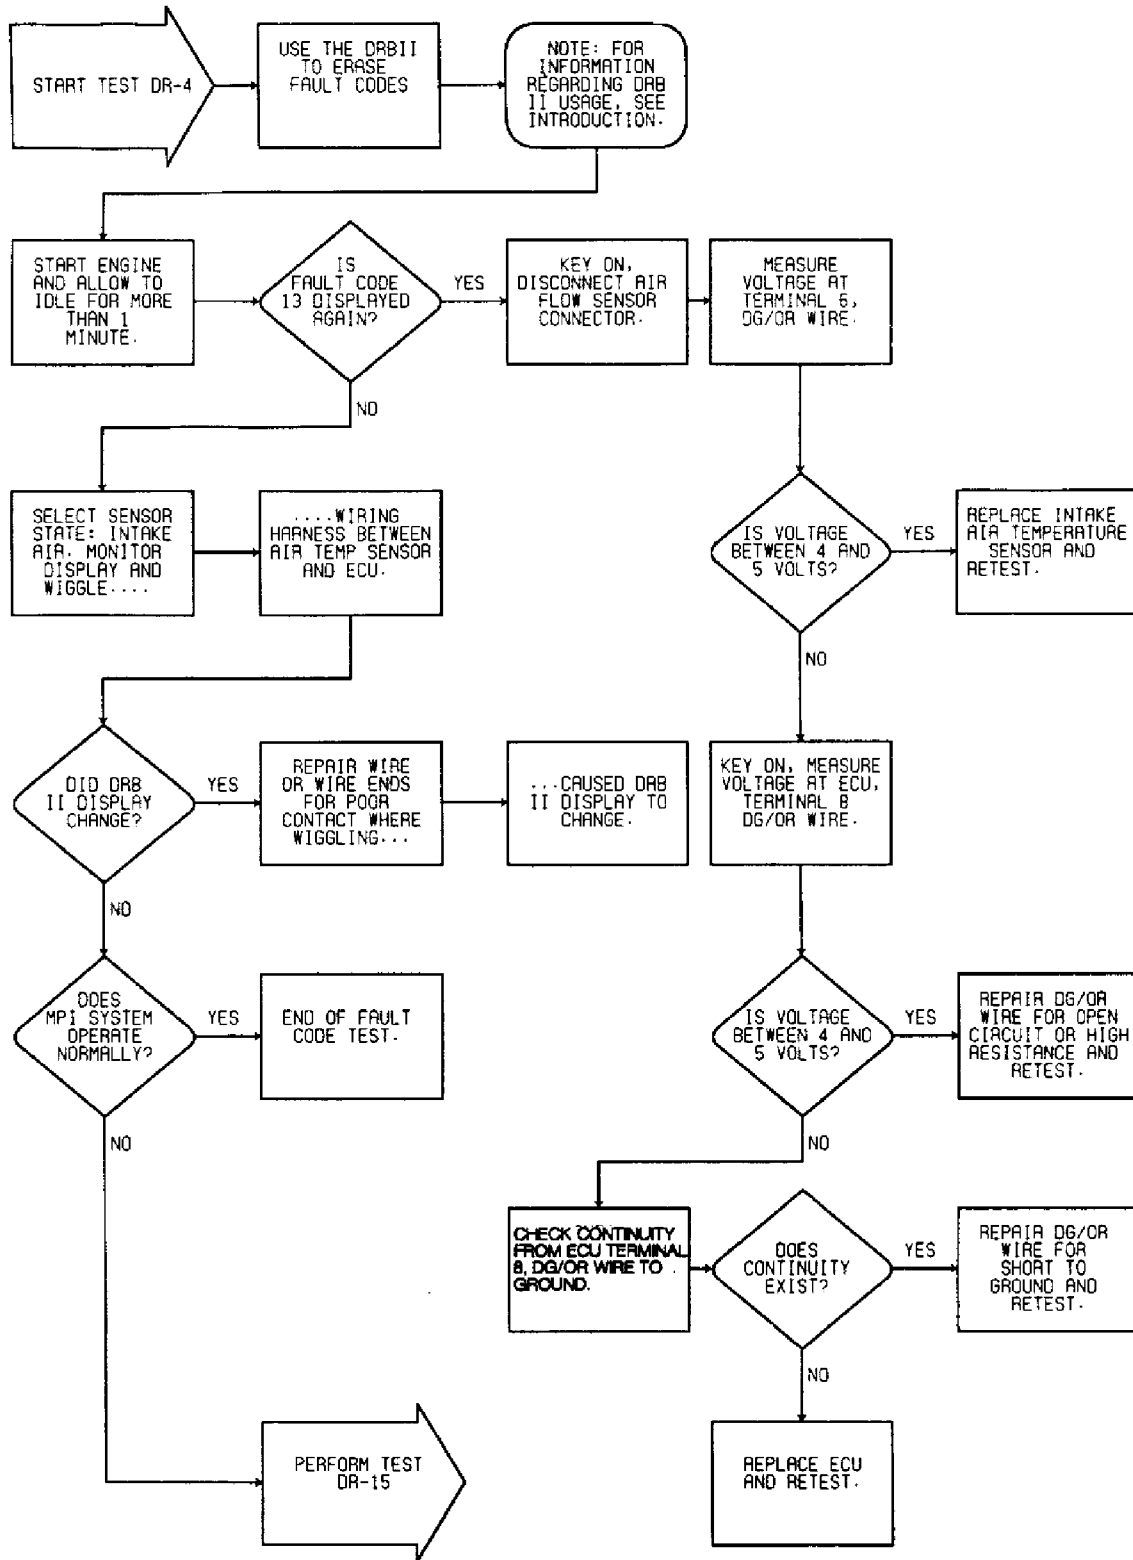 START TEST DR-4
USE THE DRBII
TO ERASE
FAULT CODES
NOTE: FOR
INFORMATION
REGARDING DRB
II USAGE, SEE
INTRODUCTION.
START ENGINE
AND ALLOW TO
IDLE FOR MORE
THAN 1
MINUTE.
IS
FAULT CODE
13 DISPLAYED
AGAIN?
YES
NO
KEY ON,
DISCONNECT AIR
FLOW SENSOR
CONNECTOR.
MEASURE
VOLTAGE AT
TERMINAL 6,
DG/OR WIRE.
SELECT SENSOR
STATE: INTAKE
AIR. MONITOR
DISPLAY AND
WIGGLE....
....WIRING
HARNESS BETWEEN
AIR TEMP SENSOR
AND ECU.
IS VOLTAGE
BETWEEN 4 AND
5 VOLTS?
YES
NO
REPLACE INTAKE
AIR TEMPERATURE
SENSOR AND
RETEST.
DID DRB
II DISPLAY
CHANGE?
YES
NO
REPAIR WIRE
OR WIRE ENDS
FOR POOR
CONTACT WHERE
WIGGLING...
...CAUSED DRB
II DISPLAY TO
CHANGE.
KEY ON, MEASURE
VOLTAGE AT ECU,
TERMINAL 8
DG/OR WIRE.
DOES
MPI SYSTEM
OPERATE
NORMALLY?
YES
NO
END OF FAULT
CODE TEST.
IS VOLTAGE
BETWEEN 4 AND
5 VOLTS?
YES
NO
REPAIR DG/OR
WIRE FOR OPEN
CIRCUIT OR HIGH
RESISTANCE AND
RETEST.
CHECK CONTINUITY
FROM ECU TERMINAL
8, DG/OR WIRE TO
GROUND.
DOES
CONTINUITY
EXIST?
YES
NO
REPAIR DG/OR
WIRE FOR
SHORT TO
GROUND AND
RETEST.
PERFORM TEST
DR-15
REPLACE ECU
AND RETEST.